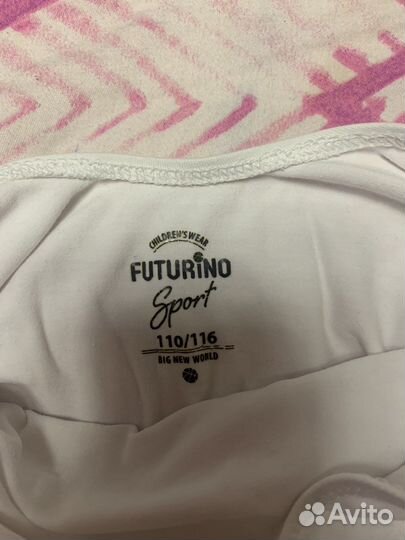 CHILDREN'S WEAR
FUTURiNO
Sport
110/116
BIG NEW WORLD
Avito